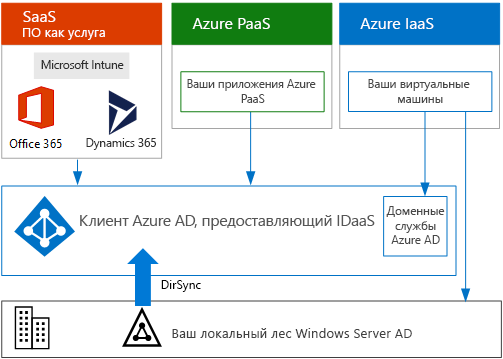 SaaS
ПО как услуга
Microsoft Intune
Office 365
Dynamics 365
Azure PaaS
Ваши приложения Azure
PaaS
Azure IaaS
Ваши виртуальные
машины
Клиент Azure AD, предоставляющий IDaaS
Доменные
службы
Azure AD
DirSync
Ваш локальный лес Windows Server AD